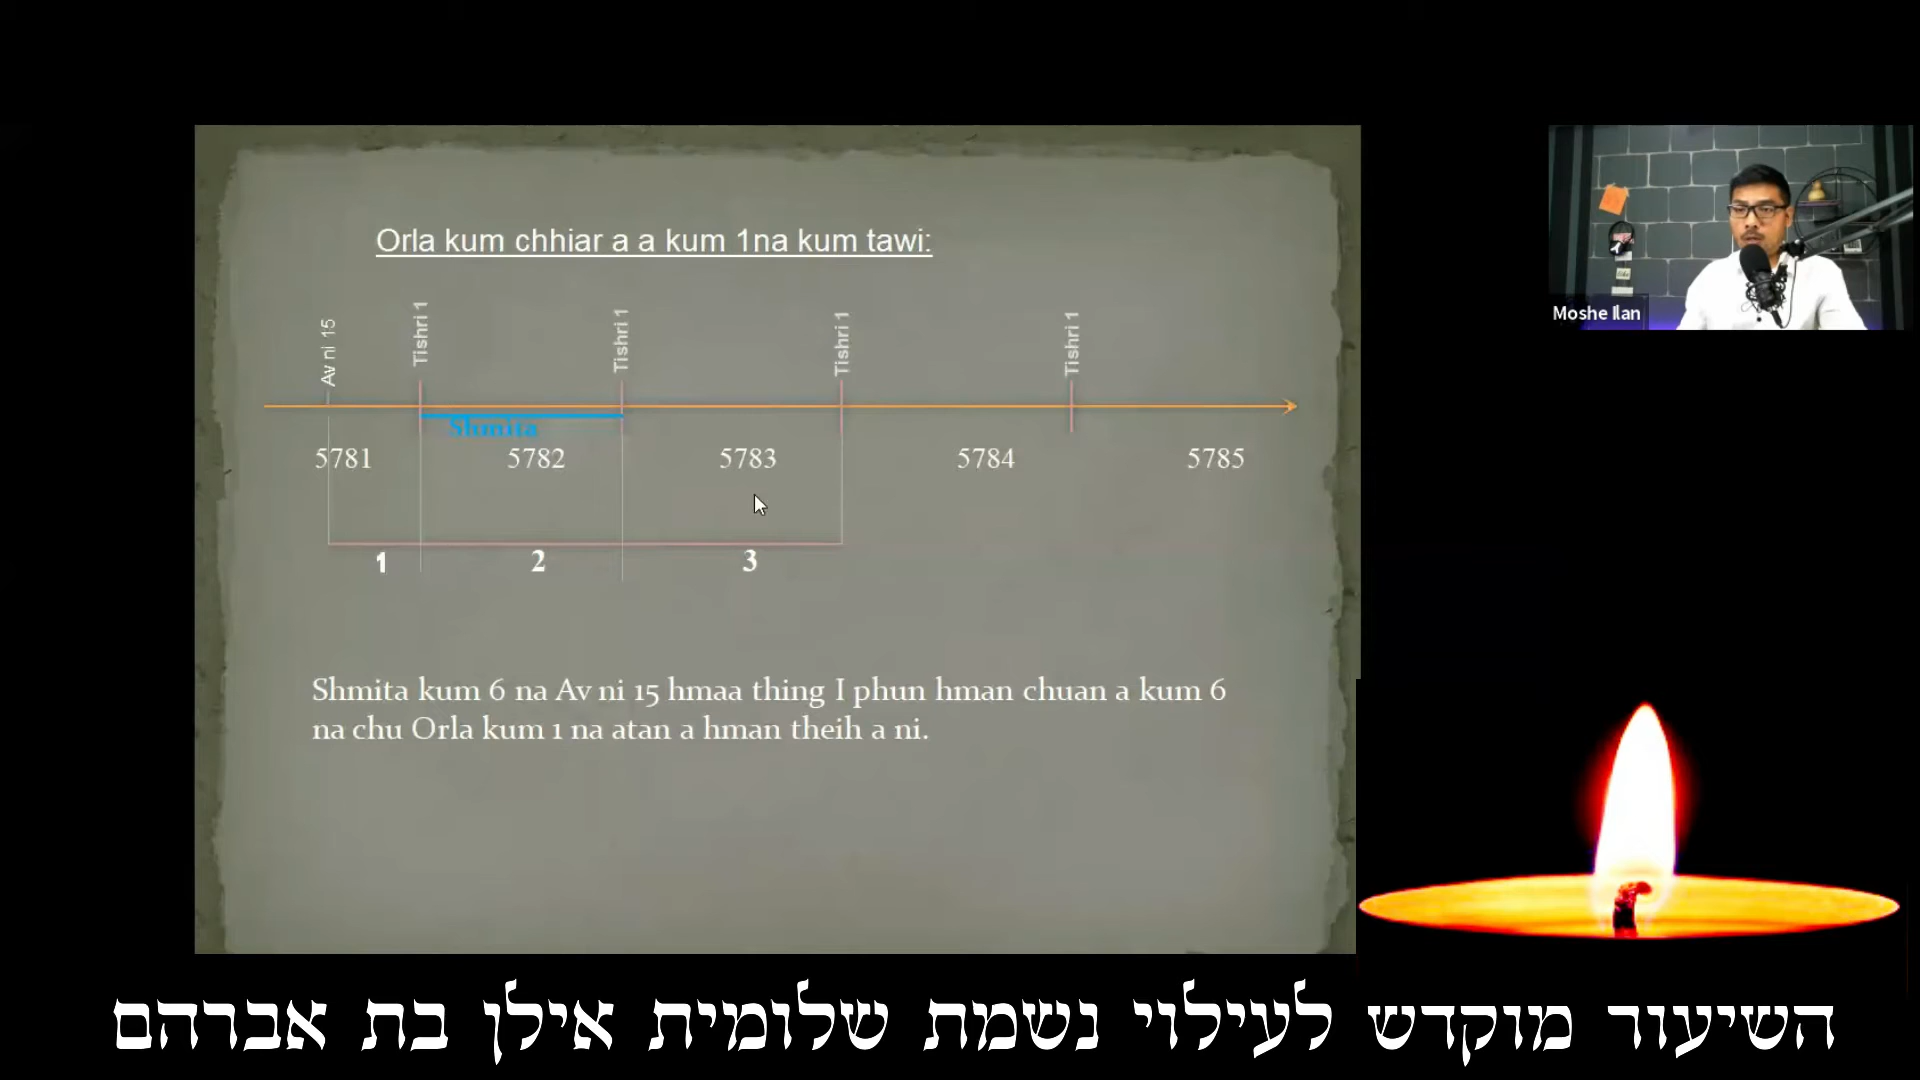 Orla kum chhiar a a kum 1na kum tawi:
Av ni 15
Tishri 1
Tishri 1
Tishri 1
Tishri 1
Shmita
5781 5782 5783 5784 5785
1 2 3
Shmita kum 6 na Av ni 15 hmaa thing I phun hman chuan a kum 6
na chu Orla kum 1 na atan a hman theih a ni.
Moshe Ilan
השיעור מוקדש לעילוי נשמת שלומית אילן בת אברהם